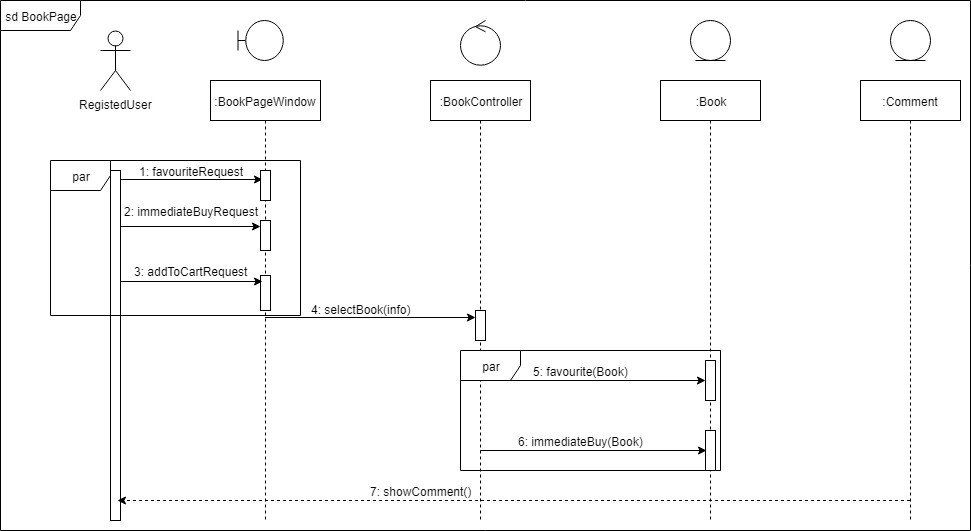 sd BookPage
RegistedUser
:BookPageWindow
:BookController
:Book
:Comment
par
1: favouriteRequest
2: immediateBuyRequest
3: addToCartRequest
4: selectBook(info)
par
5: favourite(Book)
6: immediateBuy(Book)
7: showComment()